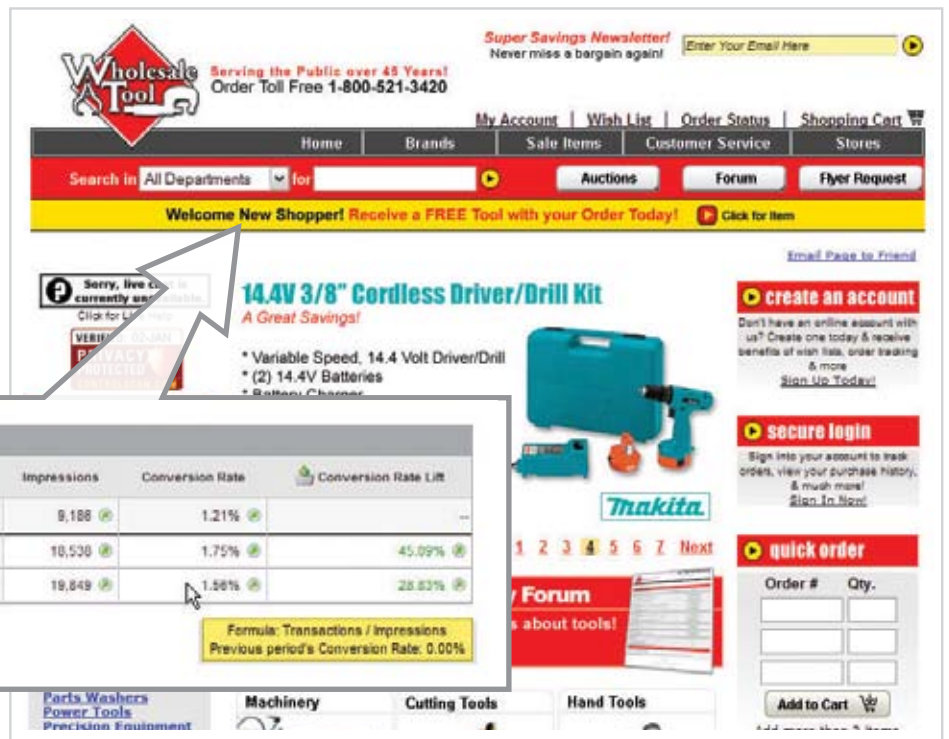 Super Savings Newsletter!
Never miss a bargain again!
Enter Your Email Here
Wholesale
Tool
Serving the Public over 45 Years!
Order Toll Free 1-800-521-3420
My Account | Wish List | Order Status | Shopping Cart
Home Brands Sale Items Customer Service Stores
Search in All Departments for
Auctions Forum Flyer Request
Welcome New Shopper! Receive a FREE Tool with your Order Today! Click for Item
Email Page to Friend
Sorry, live
currently
Click for
VERIFIED 02-JAN
PRIVACY
PROTECTED
14.4V 3/8" Cordless Driver/Drill Kit
A Great Savings!
* Variable Speed, 14.4 Volt Driver/Drill
* (2) 14.4V Batteries
* Battery Charger
Makita
create an account
Don't have an online account with
us? Create one today & receive
benefits of wish lists, order tracking
& more
Sign Up Today!
secure login
Sign into your account to track
orders, view your purchase history,
& much more!
Sign In Now!
Impressions Conversion Rate Conversion Rate Lift
9,186 1.21% --
18,538 1.75% 45.09%
19,849 1.56% 28.83%
Formula: Transactions / Impressions
Previous period's Conversion Rate: 0.00%
1 2 3 4 5 6 7 Next
Forum
about tools!
quick order
Order # Qty.
Add to Cart
Parts Washers
Power Tools
Precision Equipment
Machinery
Cutting Tools
Hand Tools